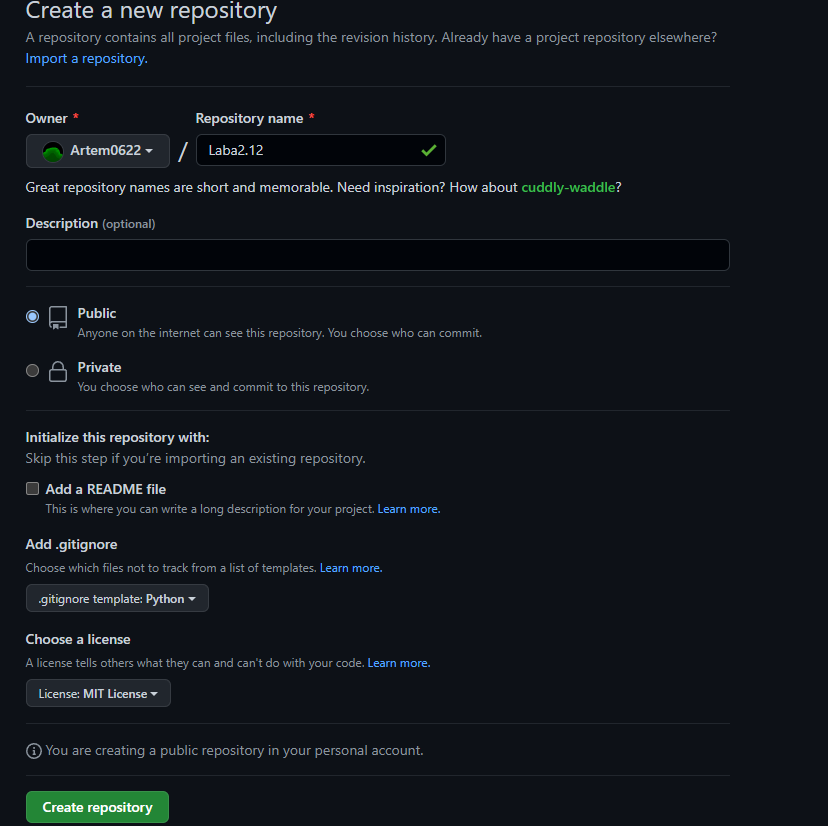 Create a new repository
A repository contains all project files, including the revision history. Already have a project repository elsewhere?
Import a repository.
Owner * Repository name *
Artem0622 / Laba2.12
Great repository names are short and memorable. Need inspiration? How about cuddly-waddle?
Description (optional)
Public
Anyone on the internet can see this repository. You choose who can commit.
Private
You choose who can see and commit to this repository.
Initialize this repository with:
Skip this step if you're importing an existing repository.
Add a README file
This is where you can write a long description for your project. Learn more.
Add .gitignore
Choose which files not to track from a list of templates. Learn more.
.gitignore template: Python
Choose a license
A license tells others what they can and can't do with your code. Learn more.
License: MIT License
You are creating a public repository in your personal account.
Create repository